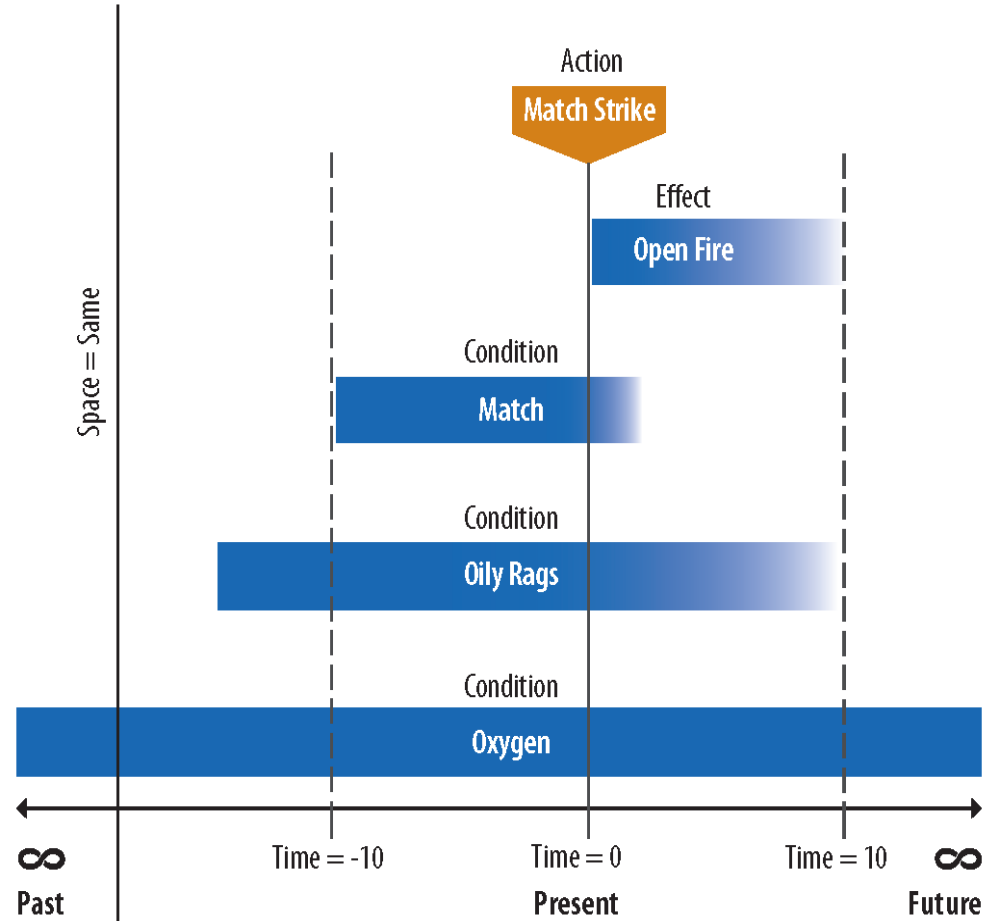 Action
Match Strike
Effect
Open Fire
Space = Same
Condition
Match
Condition
Oily Rags
Condition
Oxygen
Time = -10 Time = 0 Time = 10
∞ ∞
Past Present Future